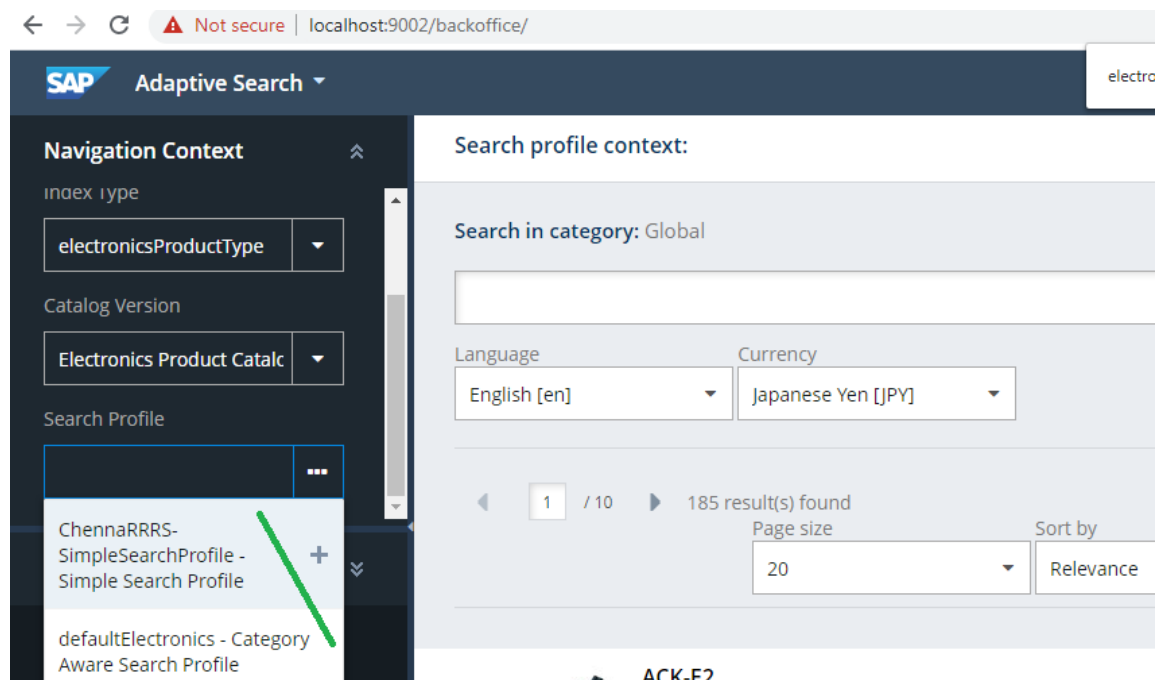 Not secure | localhost:9002/backoffice/
electro
SAP Adaptive Search
Navigation Context
Index Type
electronicsProductType
Catalog Version
Electronics Product Catalc
Search Profile
ChennaRRRS-
SimpleSearchProfile -
Simple Search Profile
defaultElectronics - Category
Aware Search Profile
Search profile context:
Search in category: Global
Language Currency
English [en] Japanese Yen [JPY]
1 / 10 185 result(s) found
Page size Sort by
20 Relevance
ACK-E2